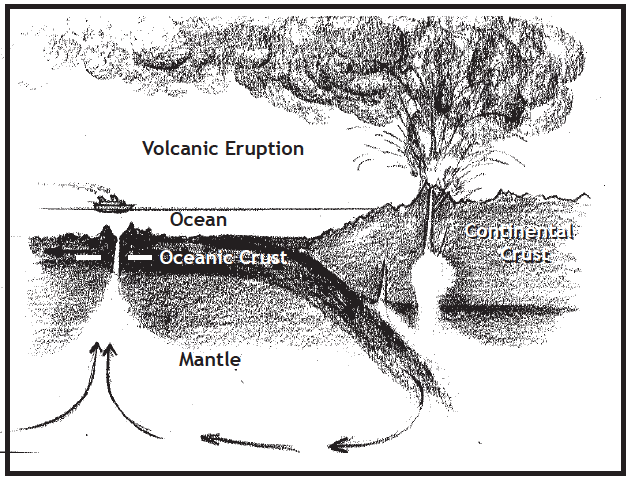 Volcanic Eruption
Ocean
Continental
Crust
Oceanic Crust
Mantle